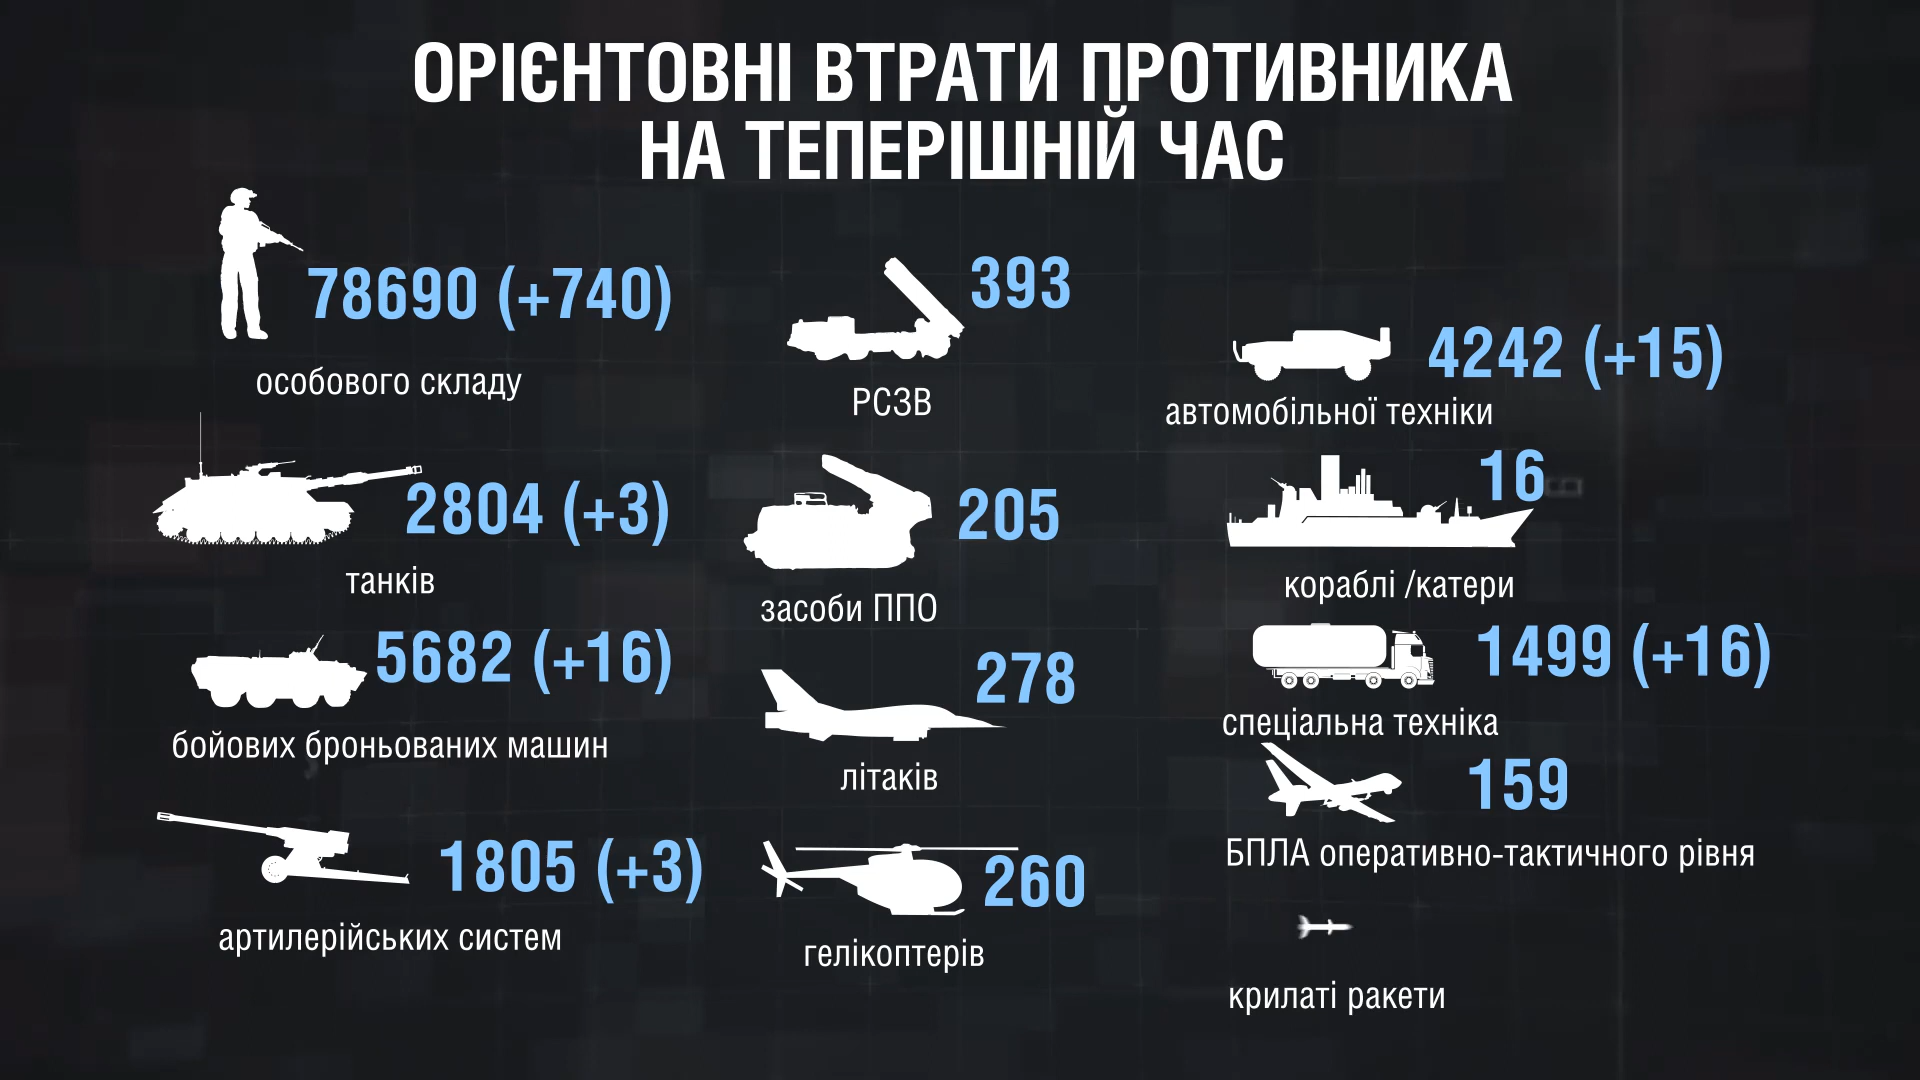 ОРІЄНТОВНІ ВТРАТИ ПРОТИВНИКА
НА ТЕПЕРІШНІЙ ЧАС
78690 (+740)
особового складу
2804 (+3)
танків
5682 (+16)
бойових броньованих машин
1805 (+3)
артилерійських систем
393
РСЗВ
205
засоби ППО
278
літаків
260
гелікоптерів
4242 (+15)
автомобільної техніки
16
кораблі /катери
1499 (+16)
спеціальна техніка
159
БПЛА оперативно-тактичного рівня
крилаті ракети